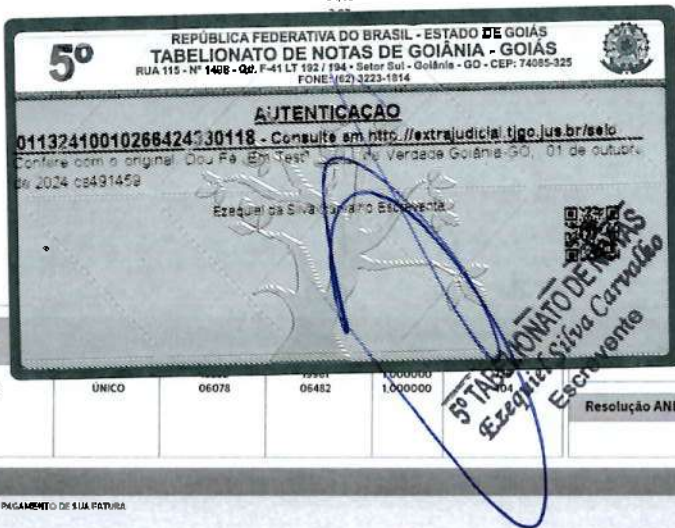 5º
REPÚBLICA FEDERATIVA DO BRASIL - ESTADO DE GOIÁS
TABELIONATO DE NOTAS DE GOIÂNIA - GOIÁS
RUA 115 - Nº 1498 - Qd. F-41 LT 192 / 194 - Setor Sul - Goiânia - GO - CEP: 74085-325
FONE: (62) 3223-1814
AUTENTICAÇÃO
01132410010266424330118 - Consulte em http://extrajudicial.tjgo.jus.br/selo
Confere com o original. Dou Fé. Em Testº da Verdade Goiânia-GO, 01 de outubro
de 2024 cs491459
Ezequiel da Silva Carvalho Escrevente
5º TABELIONATO DE NOTAS
Ezequiel Silva Carvalho
Escrevente
1,000000
ÚNICO 06078 06482 1,000000 404
Resolução ANE
PAGAMENTO DE SUA FATURA